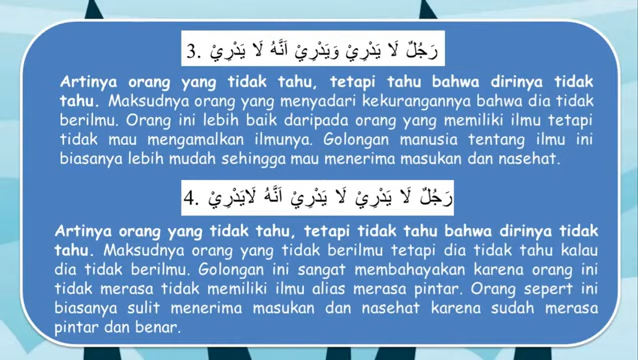 3. رَجُلٌ لَا يَدْرِيْ وَيَدْرِيْ اَنَّهُ لَا يَدْرِيْ
Artinya orang yang tidak tahu, tetapi tahu bahwa dirinya tidak
tahu. Maksudnya orang yang menyadari kekurangannya bahwa dia tidak
berilmu. Orang ini lebih baik daripada orang yang memiliki ilmu tetapi
tidak mau mengamalkan ilmunya. Golongan manusia tentang ilmu ini
biasanya lebih mudah sehingga mau menerima masukan dan nasehat.
4. رَجُلٌ لَا يَدْرِيْ لَا يَدْرِيْ اَنَّهُ لَايَدْرِيْ
Artinya orang yang tidak tahu, tetapi tidak tahu bahwa dirinya tidak
tahu. Maksudnya orang yang tidak berilmu tetapi dia tidak tahu kalau
dia tidak berilmu. Golongan ini sangat membahayakan karena orang ini
tidak merasa tidak memiliki ilmu alias merasa pintar. Orang sepert ini
biasanya sulit menerima masukan dan nasehat karena sudah merasa
pintar dan benar.